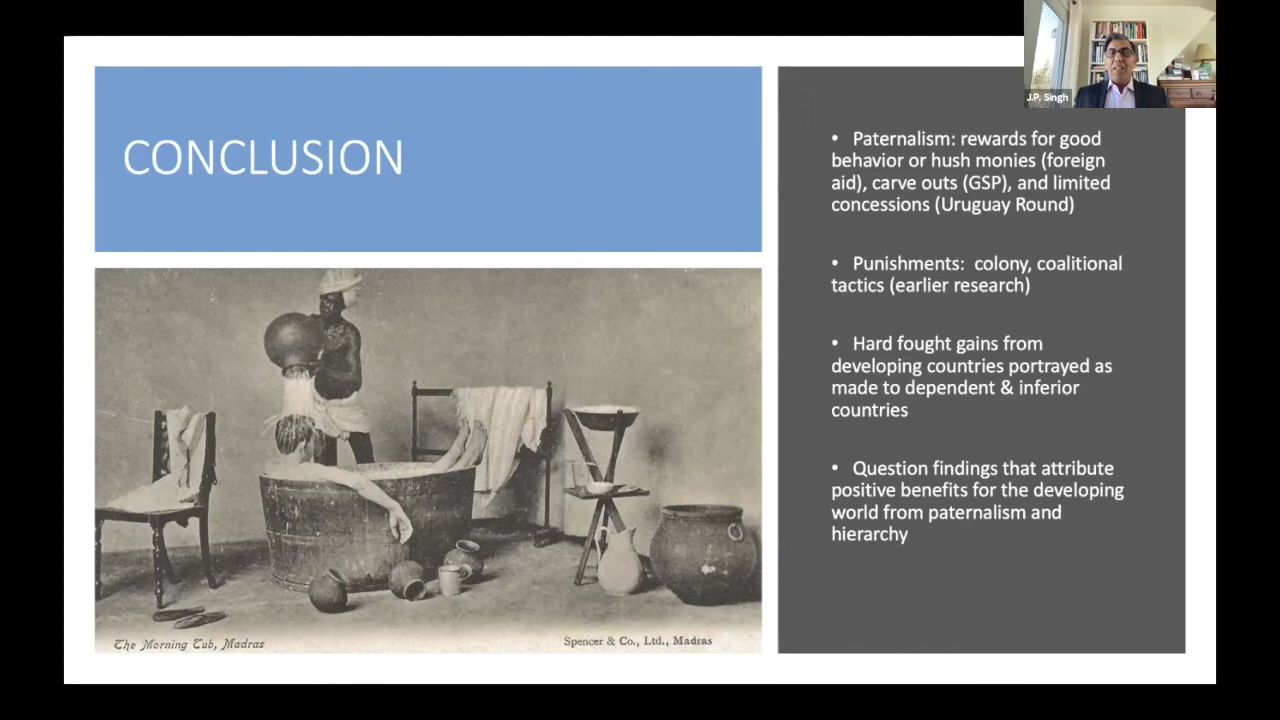 J.P. Singh
CONCLUSION
The Morning Tub, Madras
Spencer & Co., Ltd., Madras
• Paternalism: rewards for good
behavior or hush monies (foreign
aid), carve outs (GSP), and limited
concessions (Uruguay Round)
• Punishments: colony, coalitional
tactics (earlier research)
• Hard fought gains from
developing countries portrayed as
made to dependent & inferior
countries
• Question findings that attribute
positive benefits for the developing
world from paternalism and
hierarchy